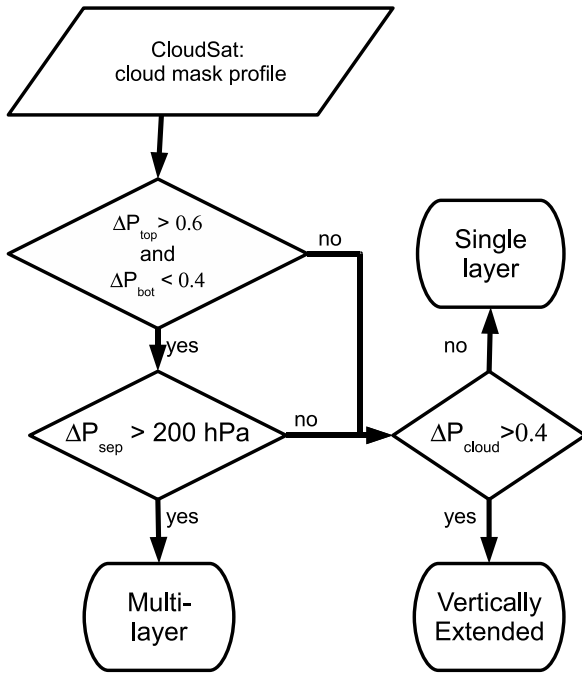 CloudSat:
cloud mask profile
ΔP_top > 0.6
and
ΔP_bot < 0.4
no
Single
layer
yes
no
ΔP_sep > 200 hPa
no
ΔP_cloud >0.4
yes
yes
Multi-
layer
Vertically
Extended